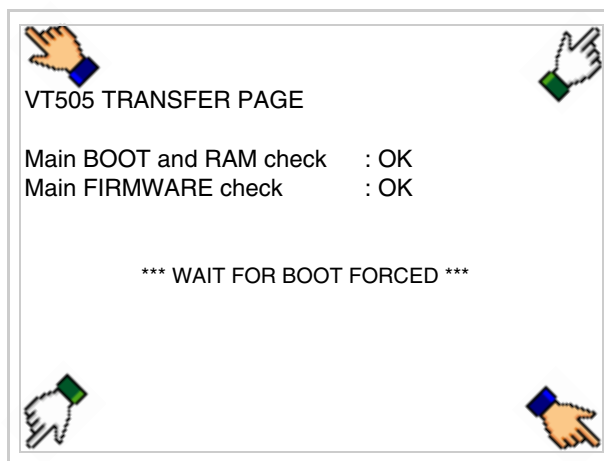 VT505 TRANSFER PAGE
Main BOOT and RAM check : OK
Main FIRMWARE check : OK
*** WAIT FOR BOOT FORCED ***